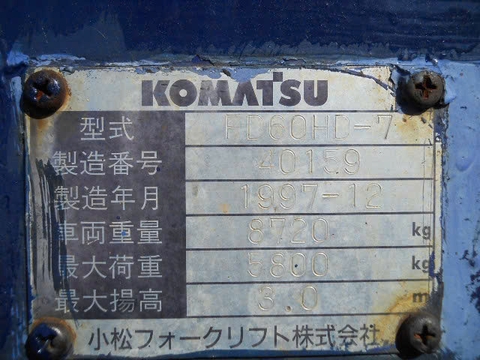 KOMATSU
型式 FD60HD-7
製造番号 40159
製造年月 1997-12
車両重量 8720 kg
最大荷重 5800 kg
最大揚高 3.0 m
小松フォークリフト株式会社